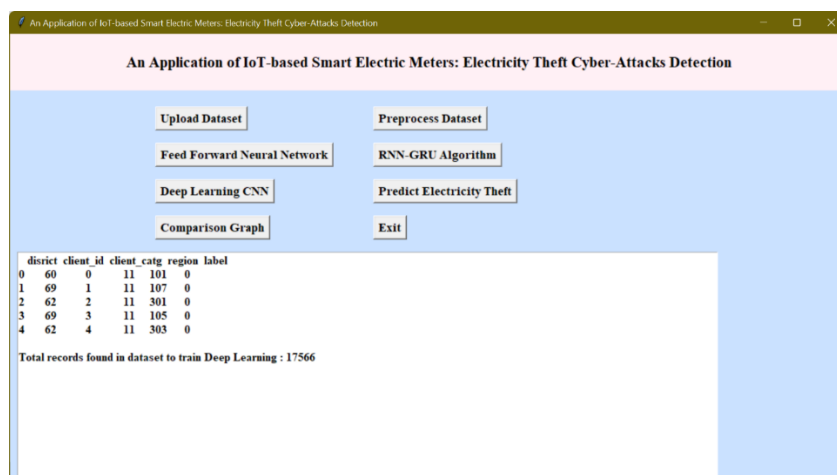 An Application of IoT-based Smart Electric Meters: Electricity Theft Cyber-Attacks Detection
An Application of IoT-based Smart Electric Meters: Electricity Theft Cyber-Attacks Detection
Upload Dataset Preprocess Dataset
Feed Forward Neural Network RNN-GRU Algorithm
Deep Learning CNN Predict Electricity Theft
Comparison Graph Exit
disrict client_id client_catg region label
0 60 0 11 101 0
1 69 1 11 107 0
2 62 2 11 301 0
3 69 3 11 105 0
4 62 4 11 303 0
Total records found in dataset to train Deep Learning : 17566